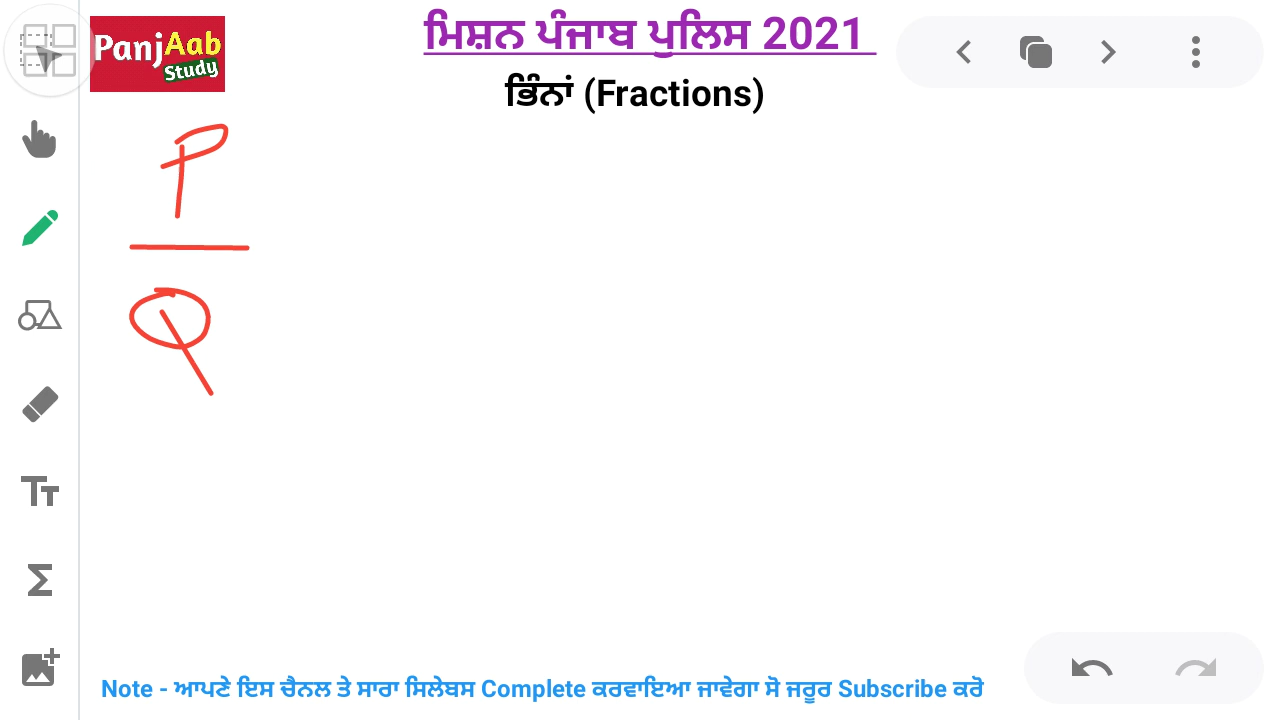 PanjAab
Study
ਮਿਸ਼ਨ ਪੰਜਾਬ ਪੁਲਿਸ 2021
ਭਿੰਨਾਂ (Fractions)
P
Q
Note - ਆਪਣੇ ਇਸ ਚੈਨਲ ਤੇ ਸਾਰਾ ਸਿਲੇਬਸ Complete ਕਰਵਾਇਆ ਜਾਵੇਗਾ ਸੋ ਜਰੂਰ Subscribe ਕਰੋ